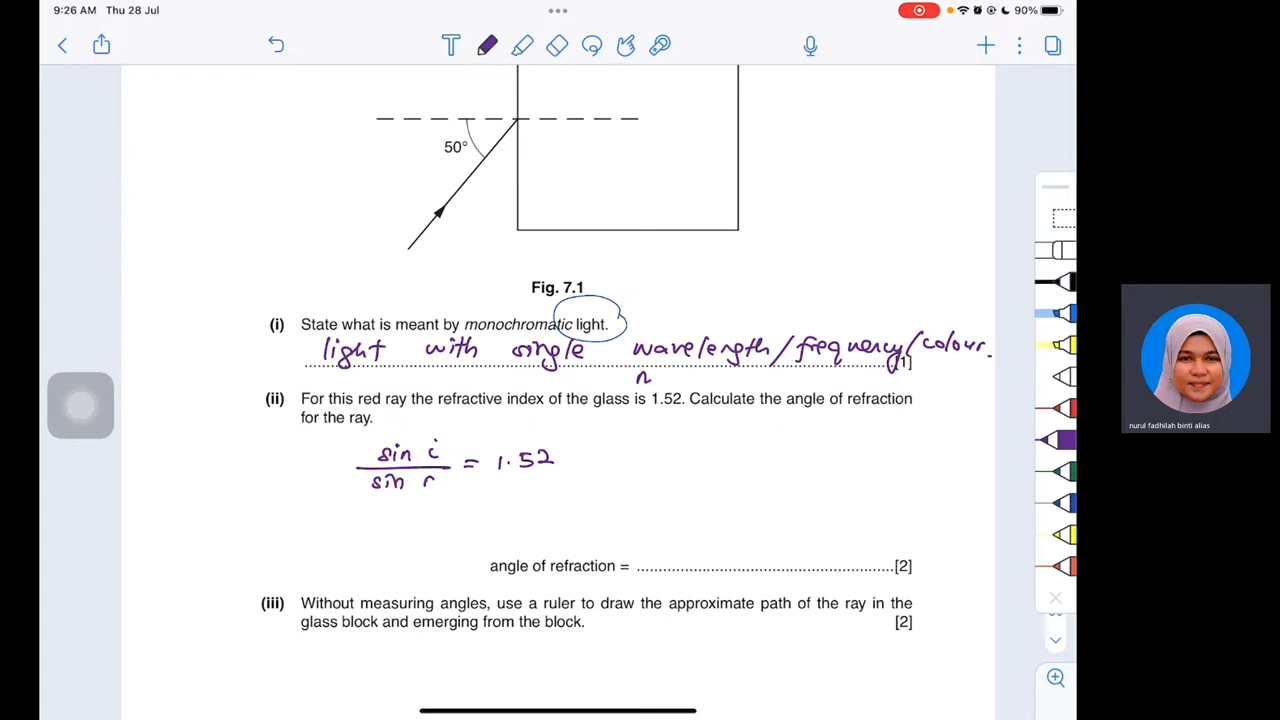 9:26 AM Thu 28 Jul
90%
50°
Fig. 7.1
(i) State what is meant by monochromatic light.
light with single wavelength/frequency/colour.
[1]
n
(ii) For this red ray the refractive index of the glass is 1.52. Calculate the angle of refraction
for the ray.
sin i
= 1.52
sin r
angle of refraction = ..........................................................[2]
(iii) Without measuring angles, use a ruler to draw the approximate path of the ray in the
glass block and emerging from the block. [2]
nurul fadhilah binti alias